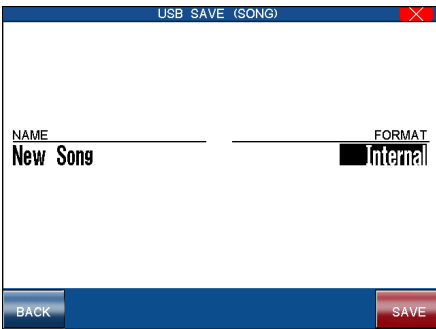 USB SAVE (SONG)
NAME
FORMAT
New Song
Internal
BACK
SAVE